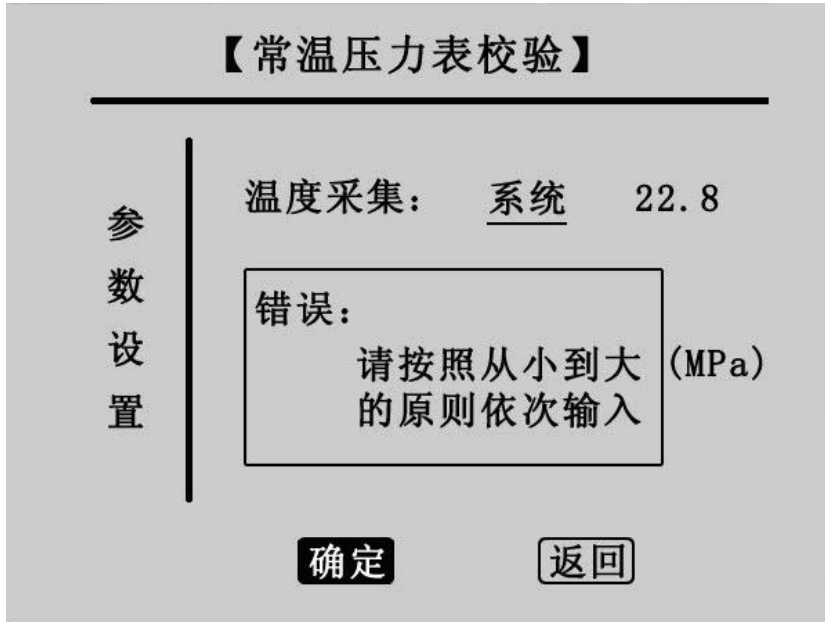 【常温压力表校验】
参数设置
温度采集： 系统 22.8
错误：
请按照从小到大 (MPa)
的原则依次输入
确定 返回